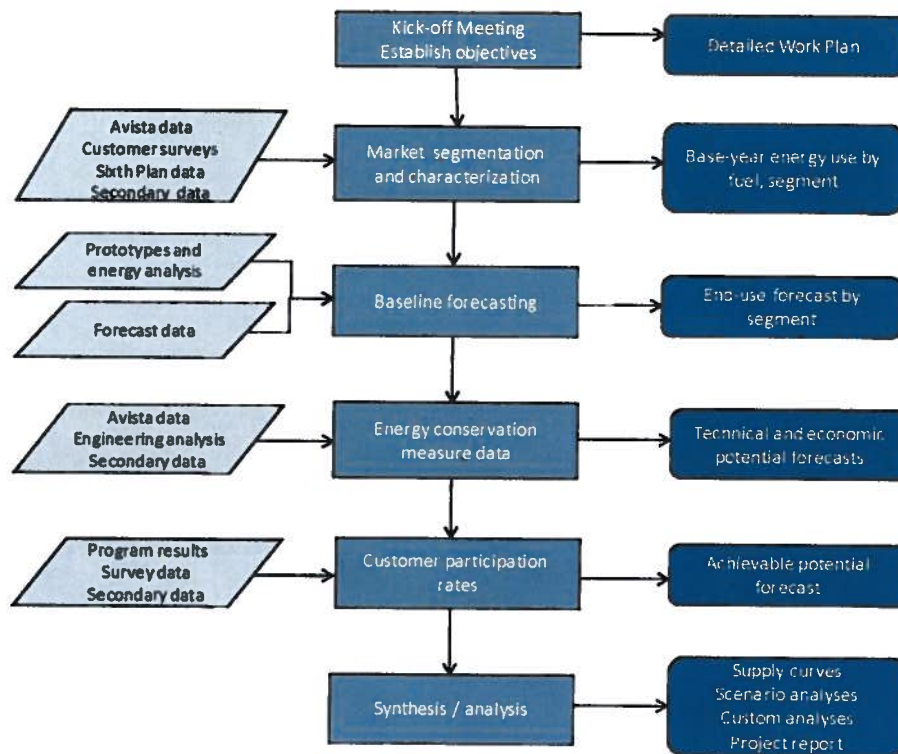 Kick-off Meeting
Establish objectives
Detailed Work Plan
Avista data
Customer surveys
Sixth Plan data
Secondary data
Market segmentation
and characterization
Base-year energy use by
fuel, segment
Prototypes and
energy analysis
Forecast data
Baseline forecasting
End-use forecast by
segment
Avista data
Engineering analysis
Secondary data
Energy conservation
measure data
Technical and economic
potential forecasts
Program results
Survey data
Secondary data
Customer participation
rates
Achievable potential
forecast
Synthesis / analysis
Supply curves
Scenario analyses
Custom analyses
Project report